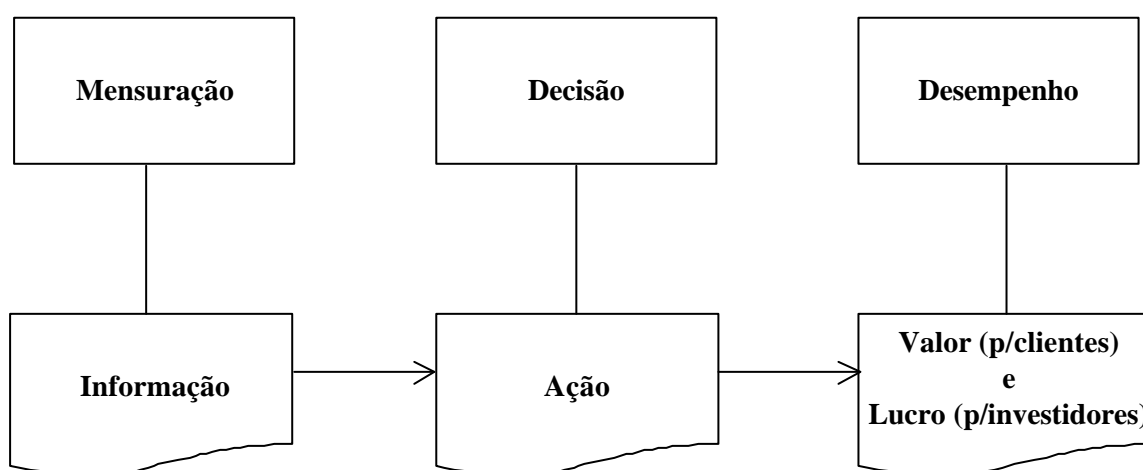 Mensuração
Decisão
Desempenho
Informação
Ação
Valor (p/clientes)
e
Lucro (p/investidores)